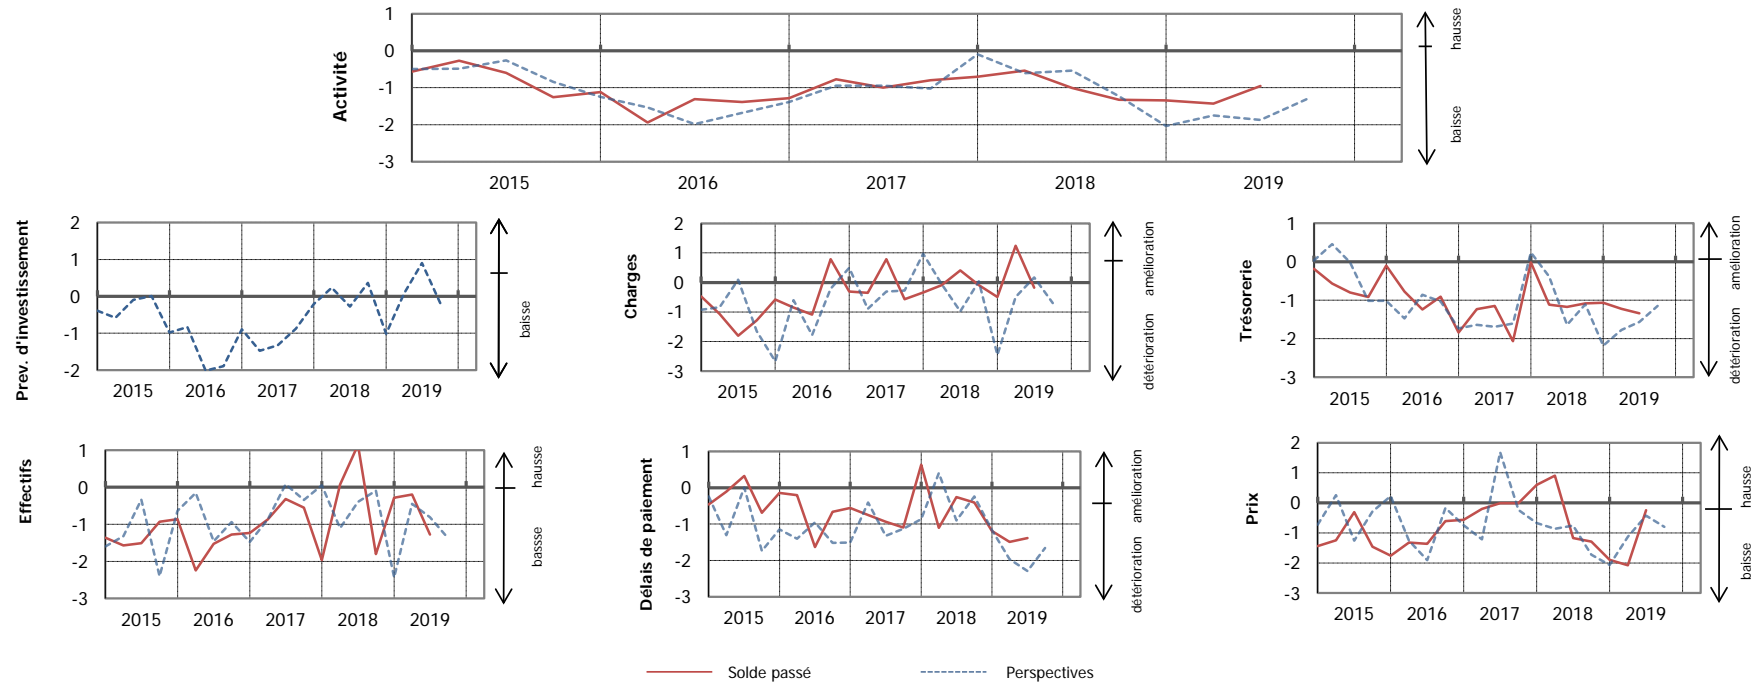 Activité
1
0
-1
-2
-3
2015 2016 2017 2018 2019
hausse
baisse
Prev. d'investissement
2
1
0
-1
-2
2015 2016 2017 2018 2019
baisse
Charges
2
1
0
-1
-2
-3
2015 2016 2017 2018 2019
amélioration
détérioration
Trésorerie
1
0
-1
-2
-3
2015 2016 2017 2018 2019
amélioration
détérioration
Effectifs
1
0
-1
-2
-3
2015 2016 2017 2018 2019
hausse
baissse
Délais de paiement
1
0
-1
-2
-3
2015 2016 2017 2018 2019
amélioration
détérioration
Prix
2
1
0
-1
-2
-3
2015 2016 2017 2018 2019
hausse
baisse
Solde passé Perspectives